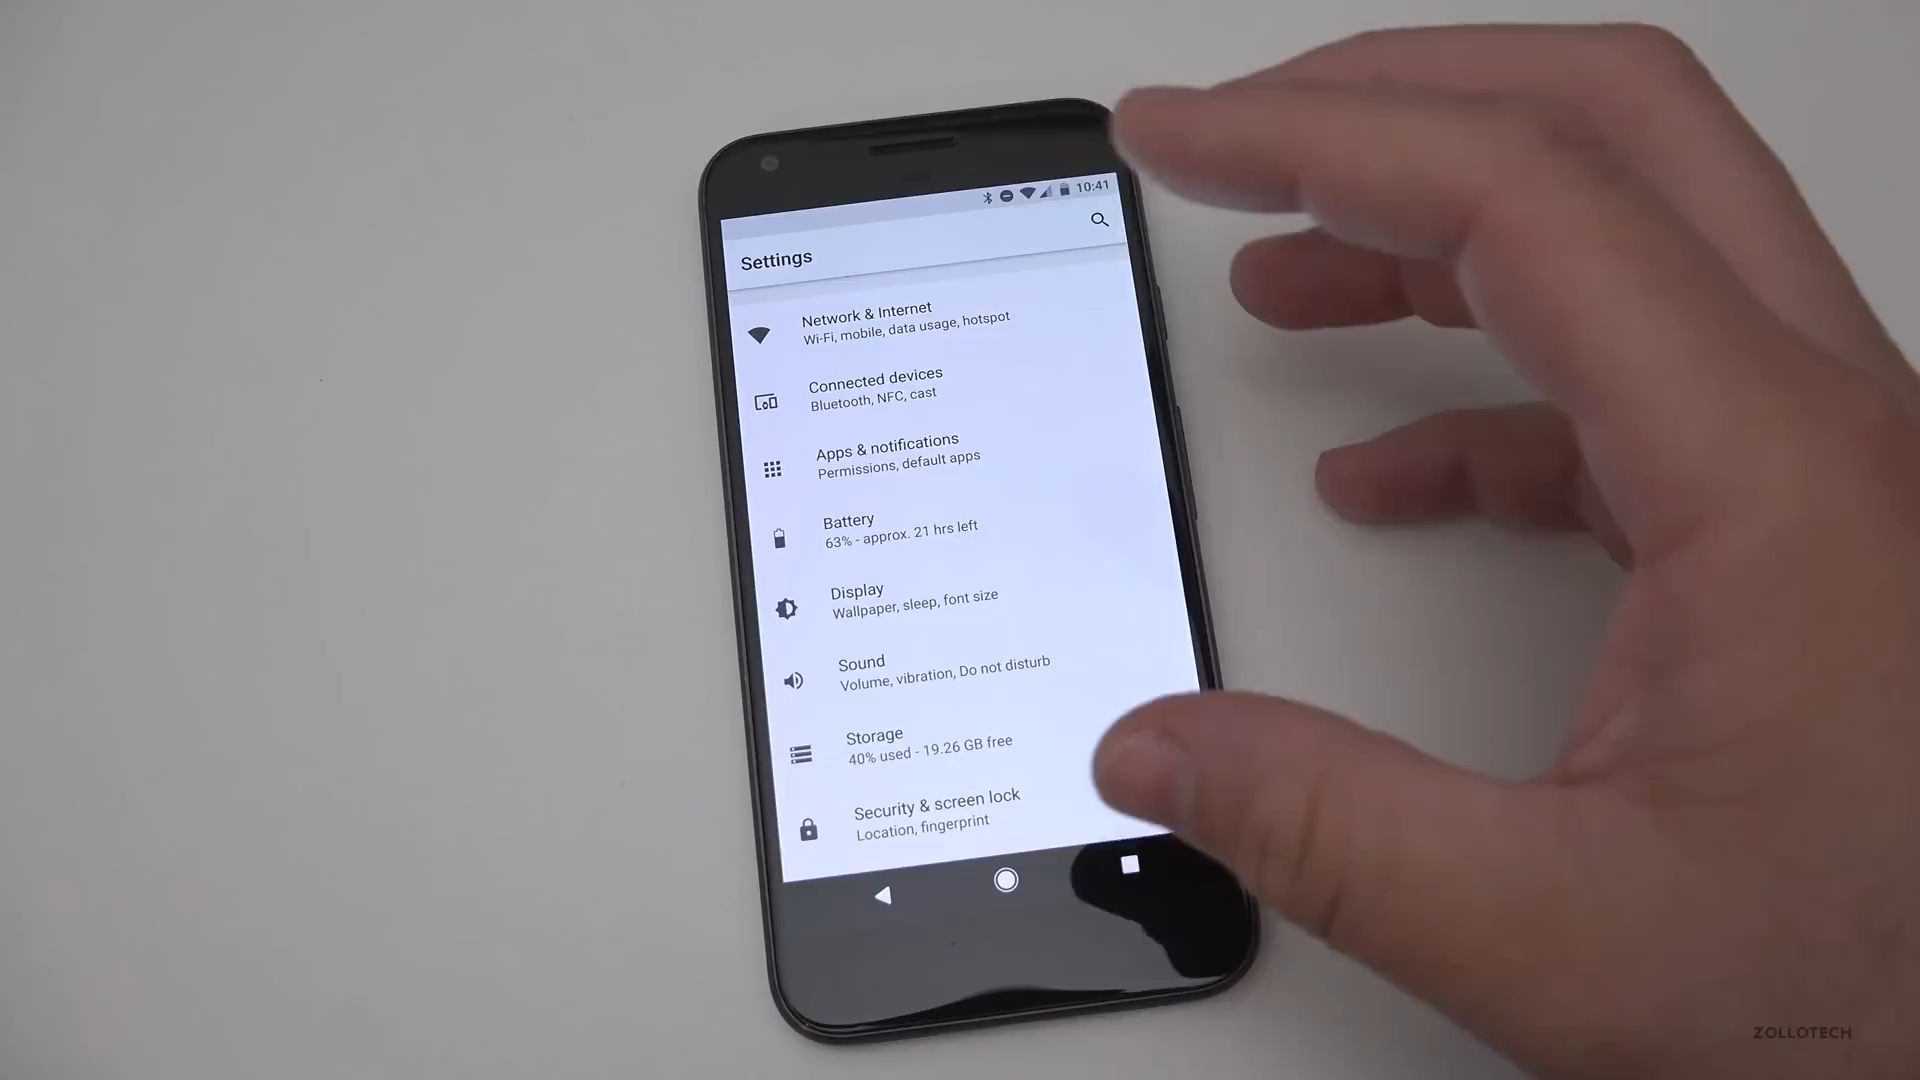 10:41
Settings
Network & Internet
Wi-Fi, mobile, data usage, hotspot
Connected devices
Bluetooth, NFC, cast
Apps & notifications
Permissions, default apps
Battery
63% - approx. 21 hrs left
Display
Wallpaper, sleep, font size
Sound
Volume, vibration, Do not disturb
Storage
40% used - 19.26 GB free
Security & screen lock
Location, fingerprint
ZOLLOTECH